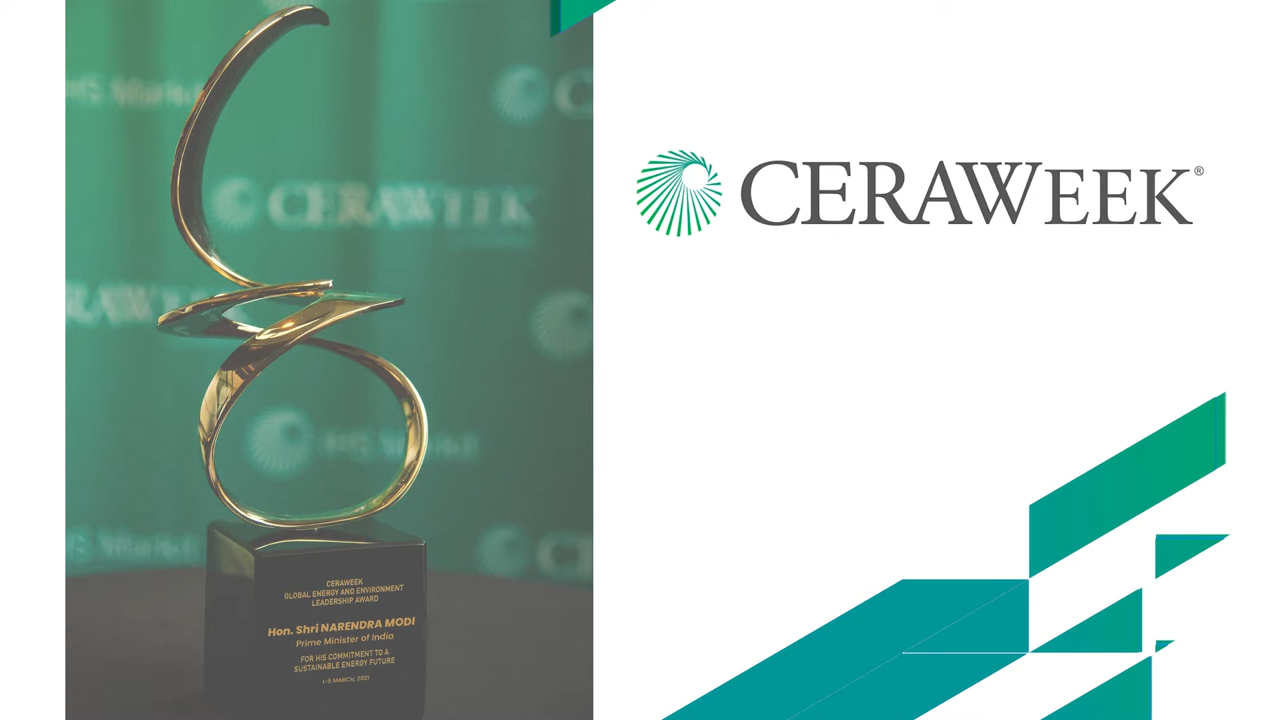 CERAWEEK
CERAWEEK
GLOBAL ENERGY AND ENVIRONMENT
LEADERSHIP AWARD
Hon. Shri NARENDRA MODI
Prime Minister of India
FOR HIS COMMITMENT TO A
SUSTAINABLE ENERGY FUTURE
1-5 MARCH, 2021
CERAWEEK®